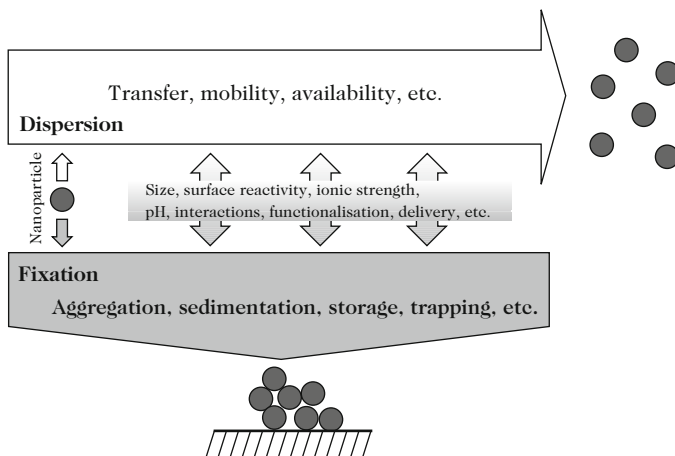 Transfer, mobility, availability, etc.
Dispersion
Nanoparticle
Size, surface reactivity, ionic strength,
pH, interactions, functionalisation, delivery, etc.
Fixation
Aggregation, sedimentation, storage, trapping, etc.